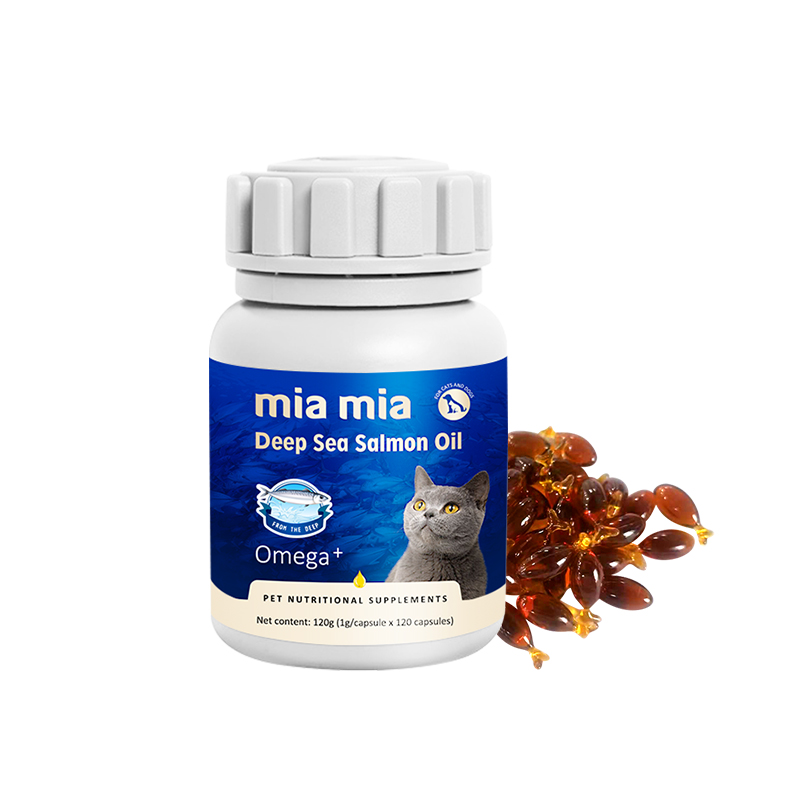 mia mia
FOR CATS AND DOGS
Deep Sea Salmon Oil
FROM THE DEEP
Omega⁺
PET NUTRITIONAL SUPPLEMENTS
Net content: 120g (1g/capsule x 120 capsules)